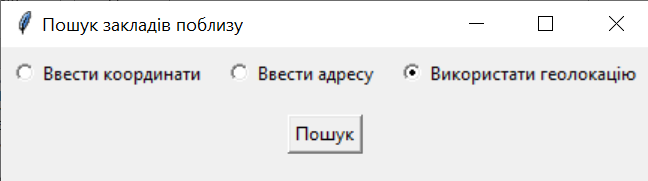 Пошук закладів поблизу
Ввести координати Ввести адресу Використати геолокацію
Пошук